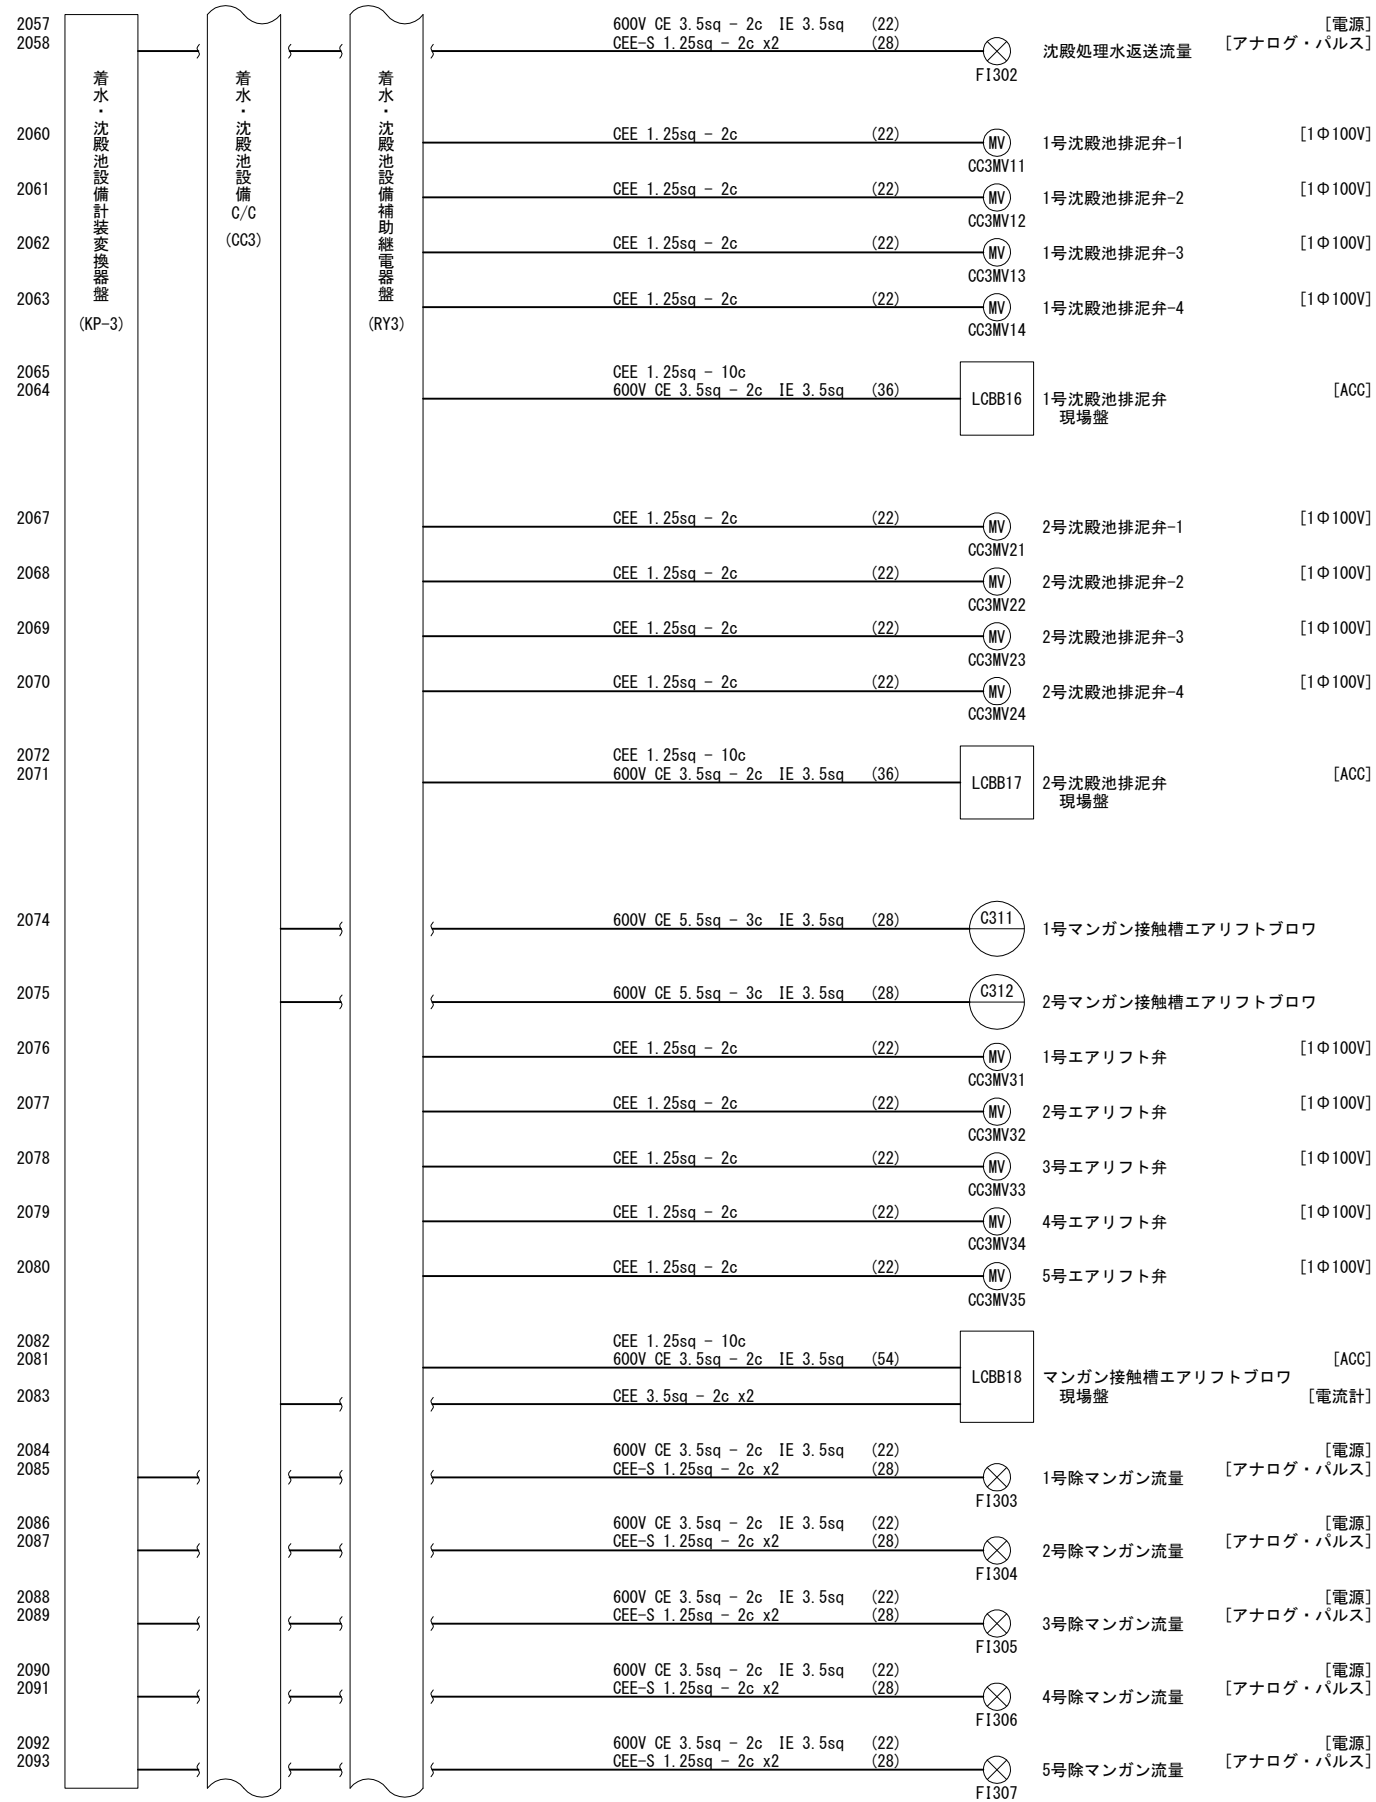 着水・沈殿池設備計装変換器盤
(KP-3)
着水・沈殿池設備
C/C
(CC3)
着水・沈殿池設備補助継電器盤
(RY3)
2057 600V CE 3.5sq - 2c IE 3.5sq (22) [電源]
2058 CEE-S 1.25sq - 2c x2 (28) 沈殿処理水返送流量 [アナログ・パルス]
FI302
2060 CEE 1.25sq - 2c (22) MV 1号沈殿池排泥弁-1 [1Φ100V]
CC3MV11
2061 CEE 1.25sq - 2c (22) MV 1号沈殿池排泥弁-2 [1Φ100V]
CC3MV12
2062 CEE 1.25sq - 2c (22) MV 1号沈殿池排泥弁-3 [1Φ100V]
CC3MV13
2063 CEE 1.25sq - 2c (22) MV 1号沈殿池排泥弁-4 [1Φ100V]
CC3MV14
2065 CEE 1.25sq - 10c
2064 600V CE 3.5sq - 2c IE 3.5sq (36) LCBB16 1号沈殿池排泥弁 [ACC]
現場盤
2067 CEE 1.25sq - 2c (22) MV 2号沈殿池排泥弁-1 [1Φ100V]
CC3MV21
2068 CEE 1.25sq - 2c (22) MV 2号沈殿池排泥弁-2 [1Φ100V]
CC3MV22
2069 CEE 1.25sq - 2c (22) MV 2号沈殿池排泥弁-3 [1Φ100V]
CC3MV23
2070 CEE 1.25sq - 2c (22) MV 2号沈殿池排泥弁-4 [1Φ100V]
CC3MV24
2072 CEE 1.25sq - 10c
2071 600V CE 3.5sq - 2c IE 3.5sq (36) LCBB17 2号沈殿池排泥弁 [ACC]
現場盤
2074 600V CE 5.5sq - 3c IE 3.5sq (28) C311 1号マンガン接触槽エアリフトブロワ
2075 600V CE 5.5sq - 3c IE 3.5sq (28) C312 2号マンガン接触槽エアリフトブロワ
2076 CEE 1.25sq - 2c (22) MV 1号エアリフト弁 [1Φ100V]
CC3MV31
2077 CEE 1.25sq - 2c (22) MV 2号エアリフト弁 [1Φ100V]
CC3MV32
2078 CEE 1.25sq - 2c (22) MV 3号エアリフト弁 [1Φ100V]
CC3MV33
2079 CEE 1.25sq - 2c (22) MV 4号エアリフト弁 [1Φ100V]
CC3MV34
2080 CEE 1.25sq - 2c (22) MV 5号エアリフト弁 [1Φ100V]
CC3MV35
2082 CEE 1.25sq - 10c
2081 600V CE 3.5sq - 2c IE 3.5sq (54) LCBB18 マンガン接触槽エアリフトブロワ [ACC]
2083 CEE 3.5sq - 2c x2 現場盤 [電流計]
2084 600V CE 3.5sq - 2c IE 3.5sq (22) [電源]
2085 CEE-S 1.25sq - 2c x2 (28) 1号除マンガン流量 [アナログ・パルス]
FI303
2086 600V CE 3.5sq - 2c IE 3.5sq (22) [電源]
2087 CEE-S 1.25sq - 2c x2 (28) 2号除マンガン流量 [アナログ・パルス]
FI304
2088 600V CE 3.5sq - 2c IE 3.5sq (22) [電源]
2089 CEE-S 1.25sq - 2c x2 (28) 3号除マンガン流量 [アナログ・パルス]
FI305
2090 600V CE 3.5sq - 2c IE 3.5sq (22) [電源]
2091 CEE-S 1.25sq - 2c x2 (28) 4号除マンガン流量 [アナログ・パルス]
FI306
2092 600V CE 3.5sq - 2c IE 3.5sq (22) [電源]
2093 CEE-S 1.25sq - 2c x2 (28) 5号除マンガン流量 [アナログ・パルス]
FI307